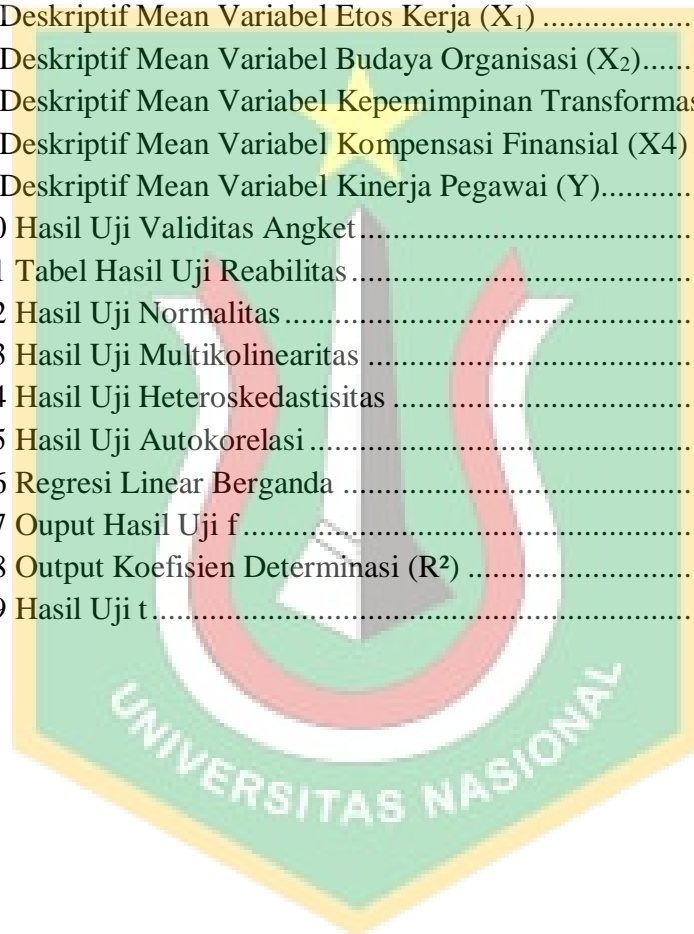 Deskriptif Mean Variabel Etos Kerja (X₁) ....................
Deskriptif Mean Variabel Budaya Organisasi (X₂)......
Deskriptif Mean Variabel Kepemimpinan
Deskriptif Mean Variabel Kompensasi Finansial (X4)
Deskriptif Mean Variabel Kinerja Pegawai (Y)...........
0 Hasil Uji Validitas Angket..........................................
1 Tabel Hasil Uji Reabilitas..........................................
2 Hasil Uji Normalitas...................................................
3 Hasil Uji Multikolinearitas ........................................
4 Hasil Uji Heteroskedastisitas .....................................
5 Hasil Uji Autokorelasi ................................................
6 Regresi Linear Berganda ............................................
7 Ouput Hasil Uji f.........................................................
8 Output Koefisien Determinasi (R²) ............................
9 Hasil Uji t....................................................................
UNIVERSITAS NASIONAL